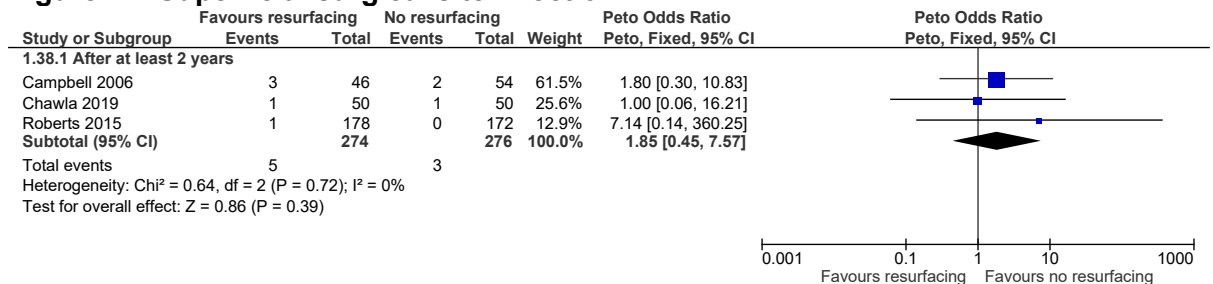 Favours resurfacing No resurfacing Peto Odds Ratio Peto Odds Ratio
Study or Subgroup Events Total Events Total Weight Peto, Fixed, 95% CI Peto, Fixed, 95% CI
1.38.1 After at least 2 years
Campbell 2006 3 46 2 54 61.5% 1.80 [0.30, 10.83]
Chawla 2019 1 50 1 50 25.6% 1.00 [0.06, 16.21]
Roberts 2015 1 178 0 172 12.9% 7.14 [0.14, 360.25]
Subtotal (95% CI) 274 276 100.0% 1.85 [0.45, 7.57]
Total events 5 3
Heterogeneity: Chi² = 0.64, df = 2 (P = 0.72); I² = 0%
Test for overall effect: Z = 0.86 (P = 0.39)
0.001 0.1 1 10 1000
Favours resurfacing Favours no resurfacing